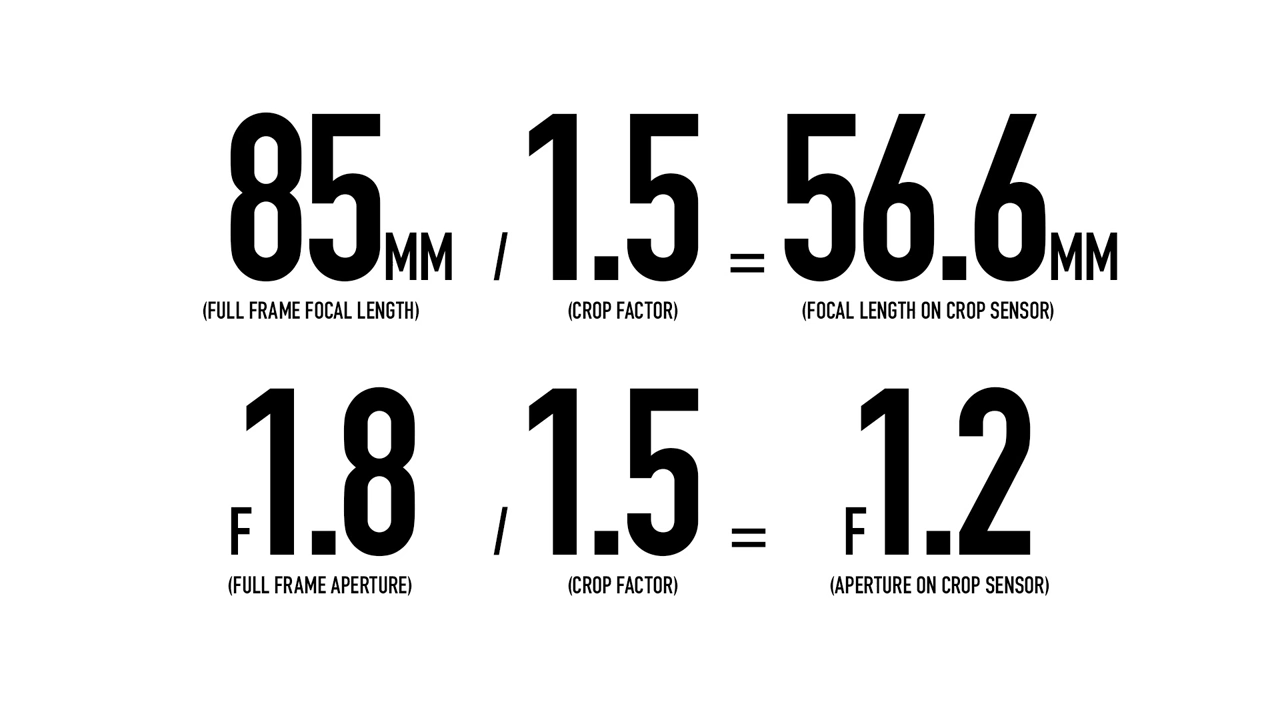 85MM / 1.5 = 56.6MM
(FULL FRAME FOCAL LENGTH) (CROP FACTOR) (FOCAL LENGTH ON CROP SENSOR)
F1.8 / 1.5 = F1.2
(FULL FRAME APERTURE) (CROP FACTOR) (APERTURE ON CROP SENSOR)